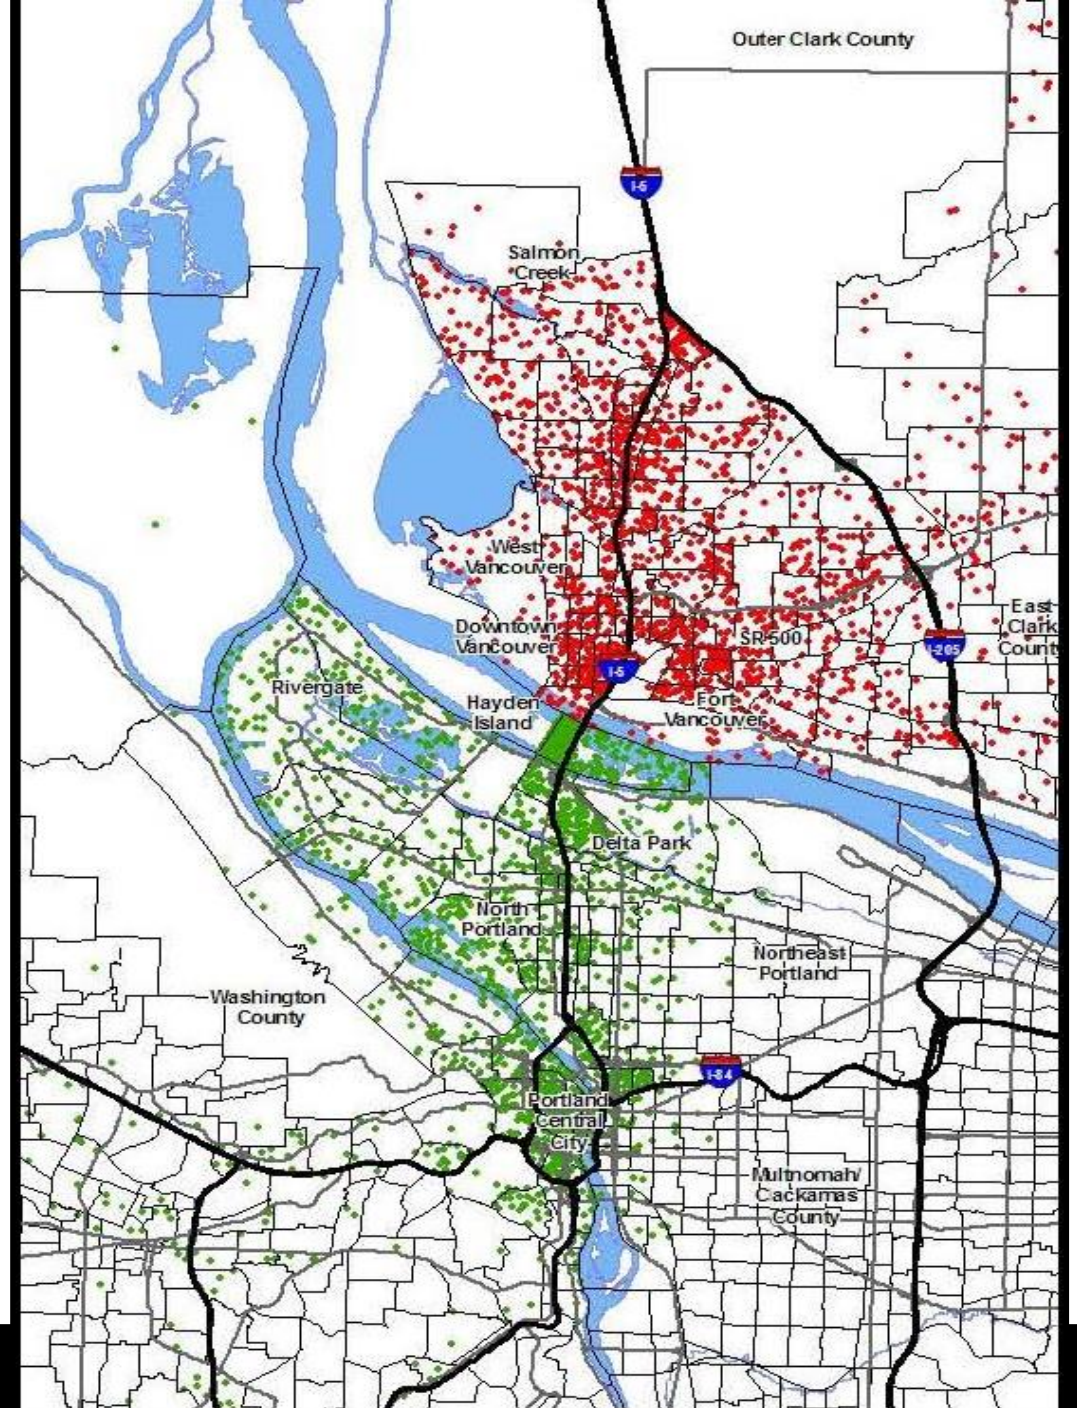 Outer Clark County
I-5
Salmon
Creek
West
Vancouver
Downtown
Vancouver
SR 500
East
Clark
County
I-205
I-5
Rivergate
Hayden
Island
Fort
Vancouver
Delta Park
North
Portland
Northeast
Portland
Washington
County
I-84
Portland
Central
City
Multnomah/
Cackamas
County